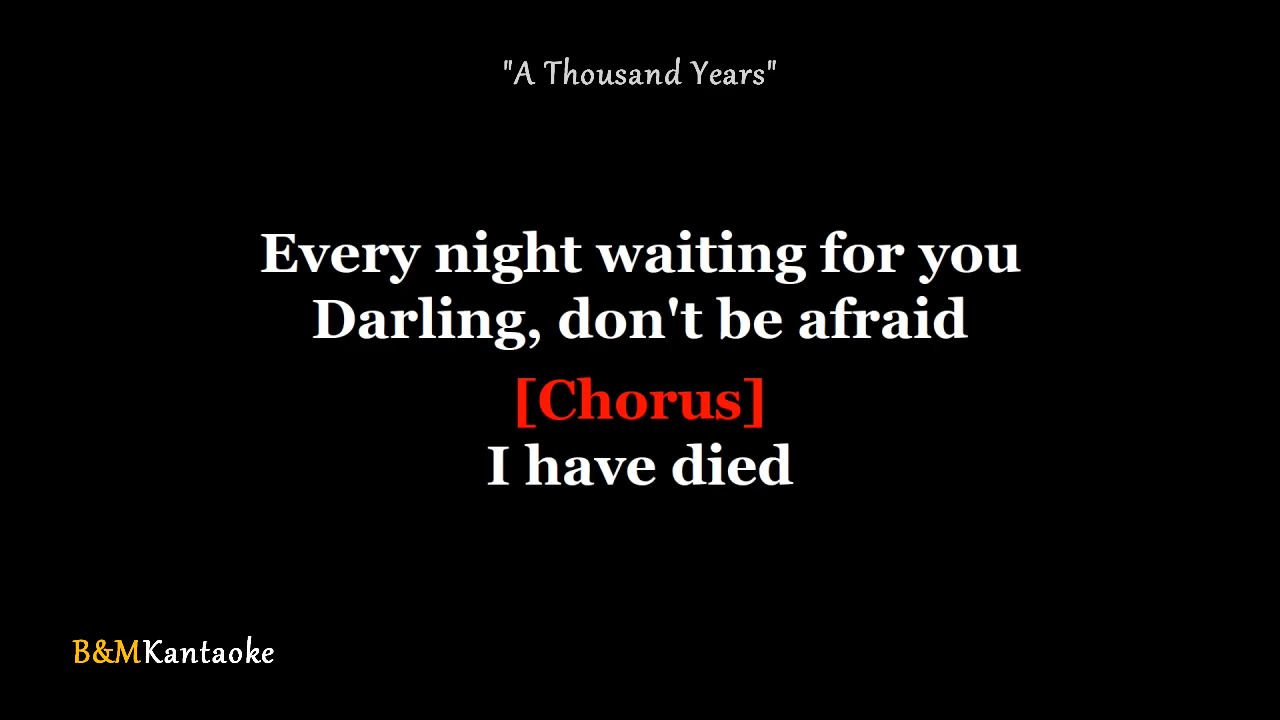 "A Thousand Years"
Every night waiting for you
Darling, don't be afraid
[Chorus]
I have died
B&MKantaoke